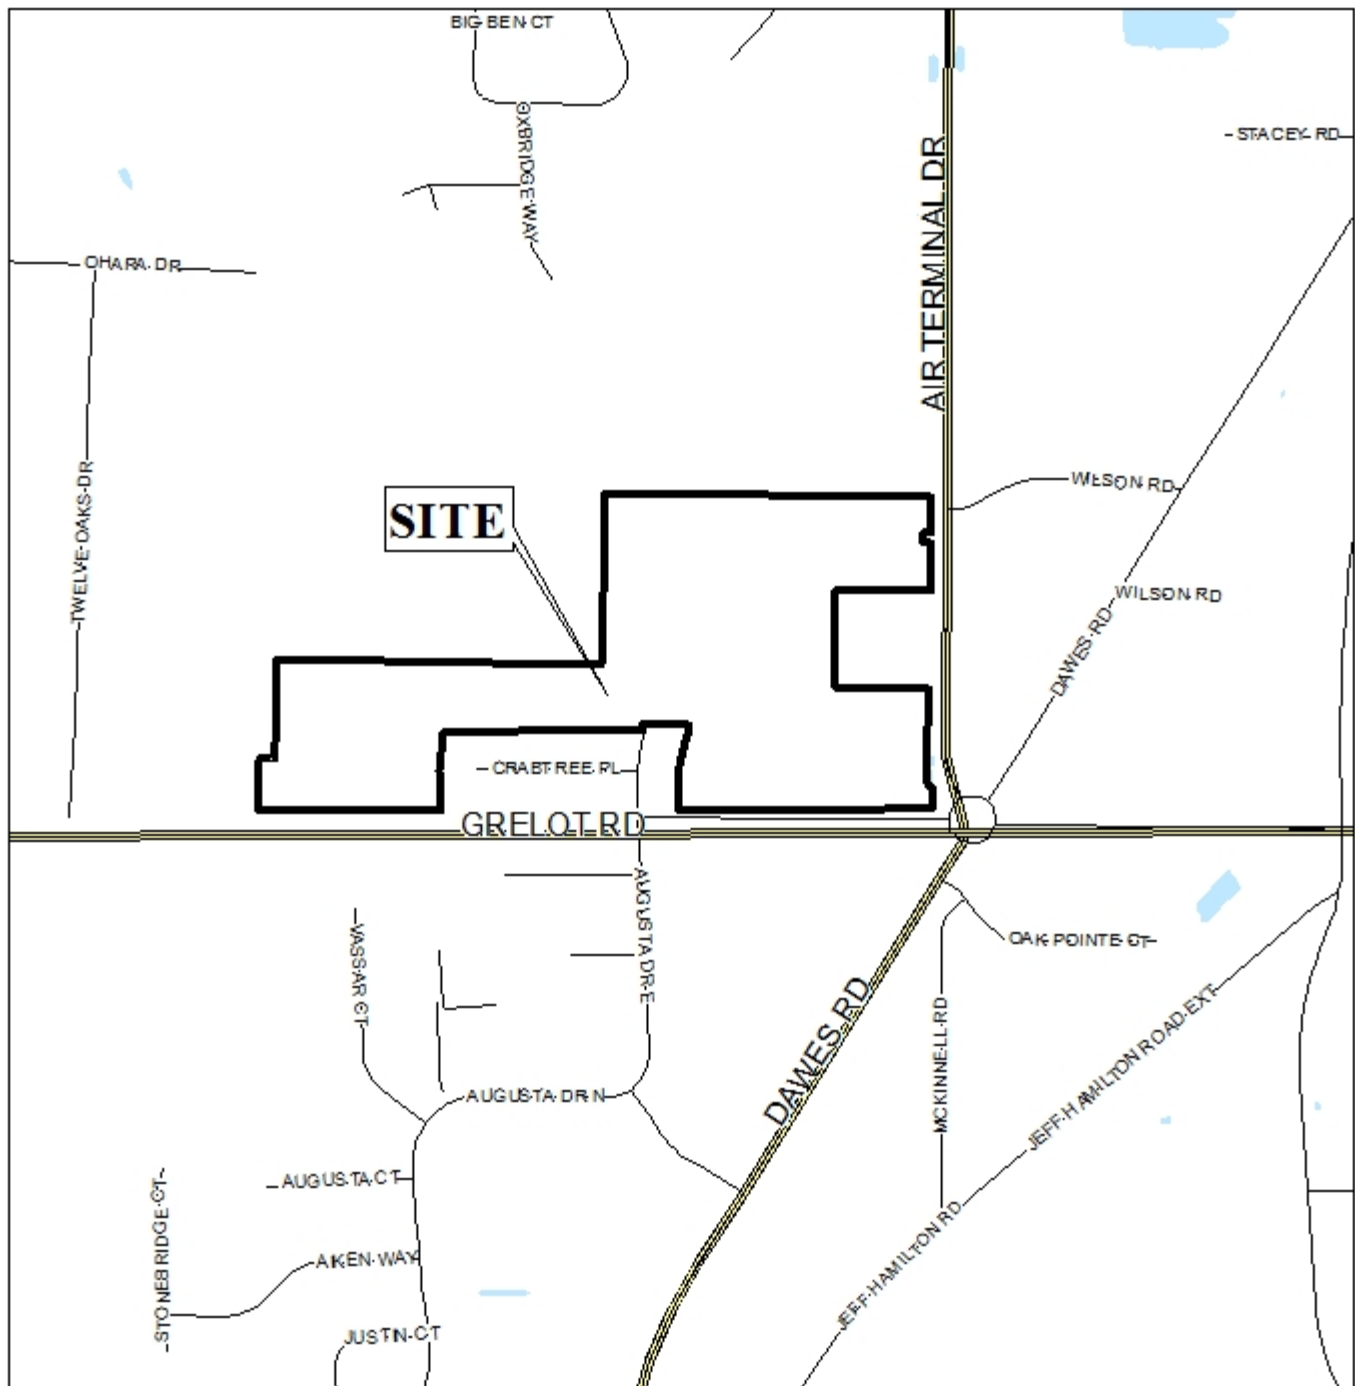 BIG BEN CT
OXBRIDGE WAY
STACEY RD
AIR TERMINAL DR
OHARA DR
TWELVE OAKS DR
WILSON RD
SITE
WILSON RD
DAWES RD
CRABTREE PL
GRELOT RD
AUGUSTA DR E
VASSAR CT
OAK POINTE CT
DAWES RD
MCKINNELL RD
JEFF HAMILTON ROAD EXT
AUGUSTA DR N
AUGUSTA CT
STONEBRIDGE CT
AIKEN WAY
JEFF HAMILTON RD
JUSTIN CT